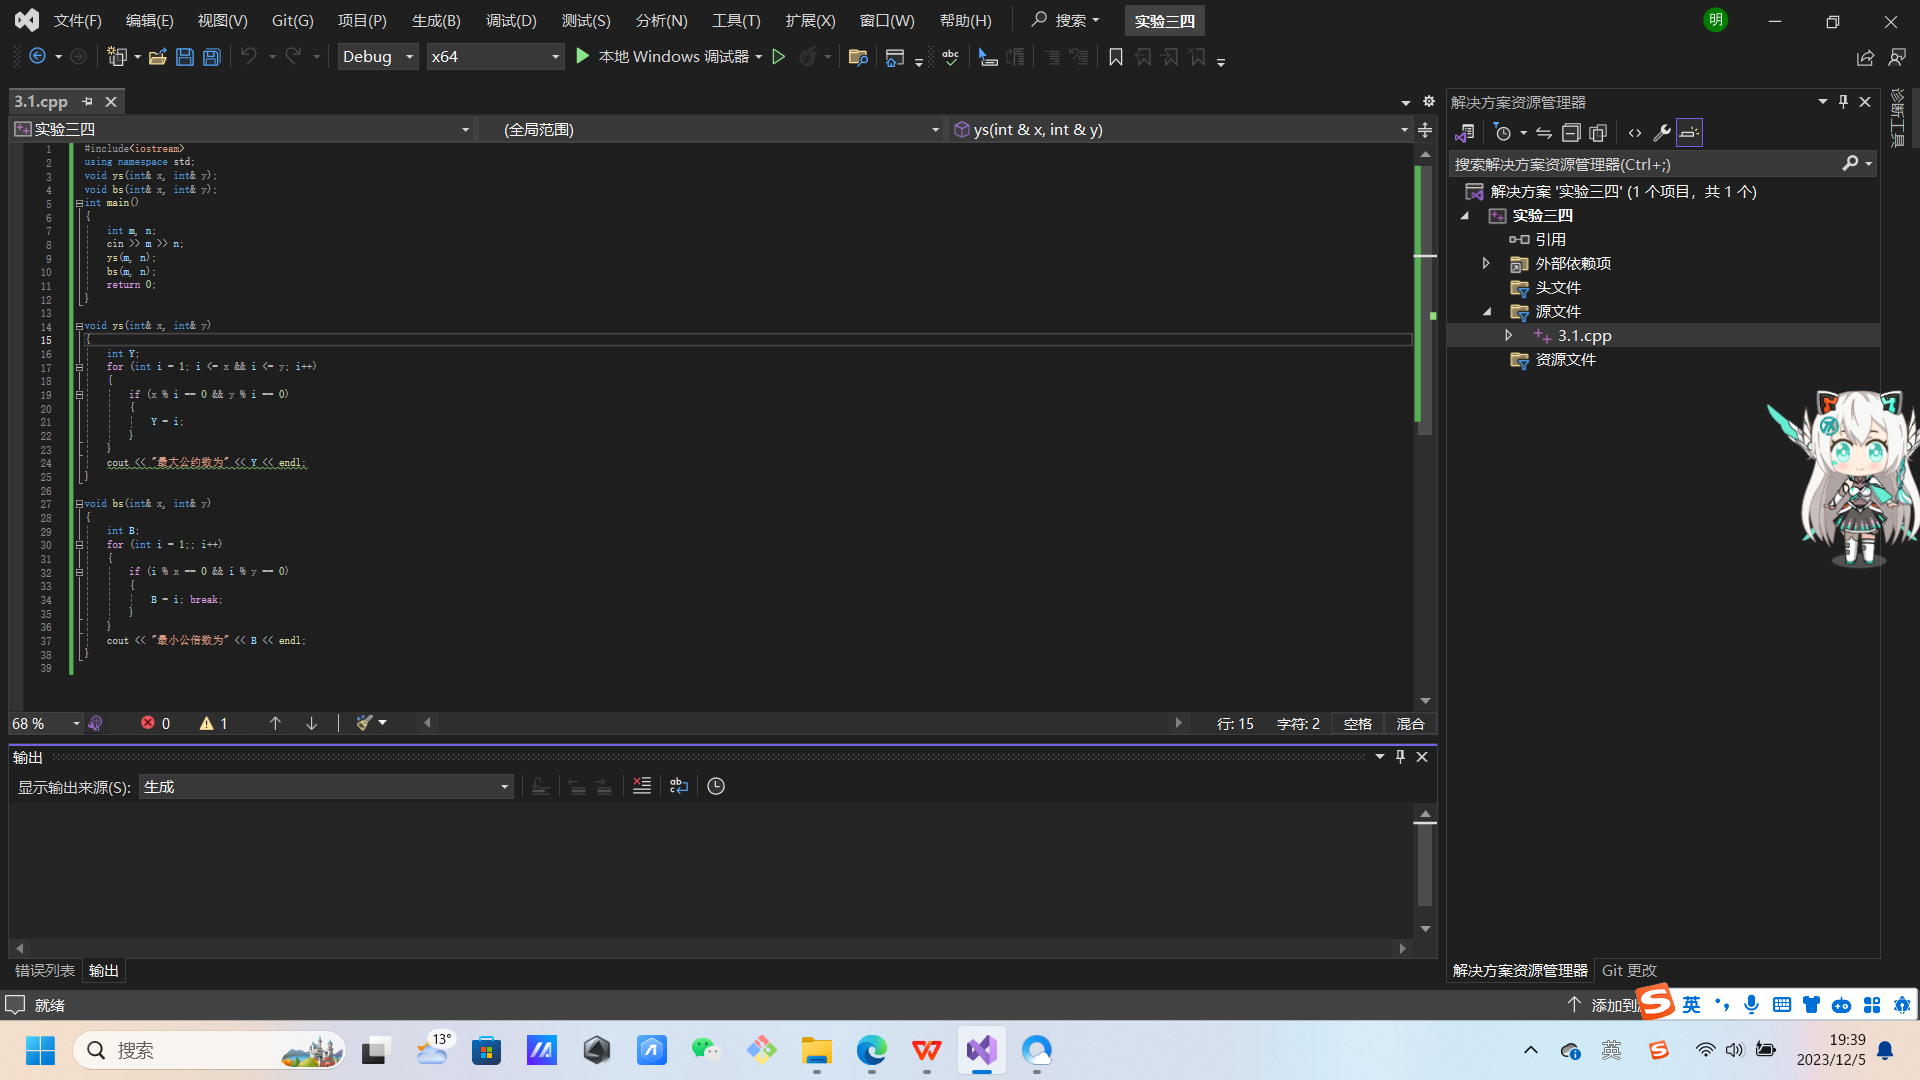 文件(F) 编辑(E) 视图(V) Git(G) 项目(P) 生成(B) 调试(D) 测试(S) 分析(N) 工具(T) 扩展(X) 窗口(W) 帮助(H) 搜索 实验三四 明
Debug x64 本地 Windows 调试器
3.1.cpp
实验三四 (全局范围) ys(int & x, int & y)
1 #include<iostream>
2 using namespace std;
3 void ys(int& x, int& y);
4 void bs(int& x, int& y);
5 int main()
6 {
7 int m, n;
8 cin >> m >> n;
9 ys(m, n);
10 bs(m, n);
11 return 0;
12 }
13
14 void ys(int& x, int& y)
15 {
16 int Y;
17 for (int i = 1; i <= x && i <= y; i++)
18 {
19 if (x % i == 0 && y % i == 0)
20 {
21 Y = i;
22 }
23 }
24 cout << "最大公约数为" << Y << endl;
25 }
26
27 void bs(int& x, int& y)
28 {
29 int B;
30 for (int i = 1;; i++)
31 {
32 if (i % x == 0 && i % y == 0)
33 {
34 B = i; break;
35 }
36 }
37 cout << "最小公倍数为" << B << endl;
38 }
39
68 % 0 1 行: 15 字符: 2 空格 混合
输出
显示输出来源(S): 生成
错误列表 输出
解决方案资源管理器
搜索解决方案资源管理器(Ctrl+;)
解决方案 '实验三四' (1 个项目，共 1 个)
实验三四
引用
外部依赖项
头文件
源文件
3.1.cpp
资源文件
解决方案资源管理器 Git 更改
诊断工具
就绪 添加到 英
搜索 13° 英 19:39
2023/12/5